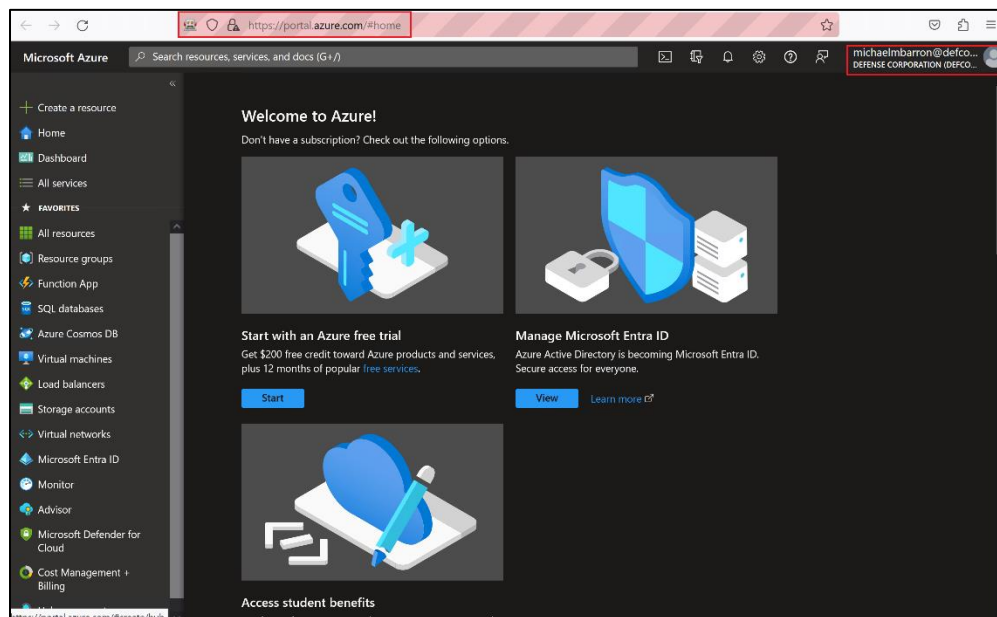 https://portal.azure.com/#home
Microsoft Azure
Search resources, services, and docs (G+/)
michaelmbarron@defco...
DEFENSE CORPORATION (DEFCO...
Create a resource
Home
Dashboard
All services
FAVORITES
All resources
Resource groups
Function App
SQL databases
Azure Cosmos DB
Virtual machines
Load balancers
Storage accounts
Virtual networks
Microsoft Entra ID
Monitor
Advisor
Microsoft Defender for
Cloud
Cost Management +
Billing
Welcome to Azure!
Don't have a subscription? Check out the following options.
Start with an Azure free trial
Get $200 free credit toward Azure products and services,
plus 12 months of popular free services.
Start
Manage Microsoft Entra ID
Azure Active Directory is becoming Microsoft Entra ID.
Secure access for everyone.
View
Learn more
Access student benefits